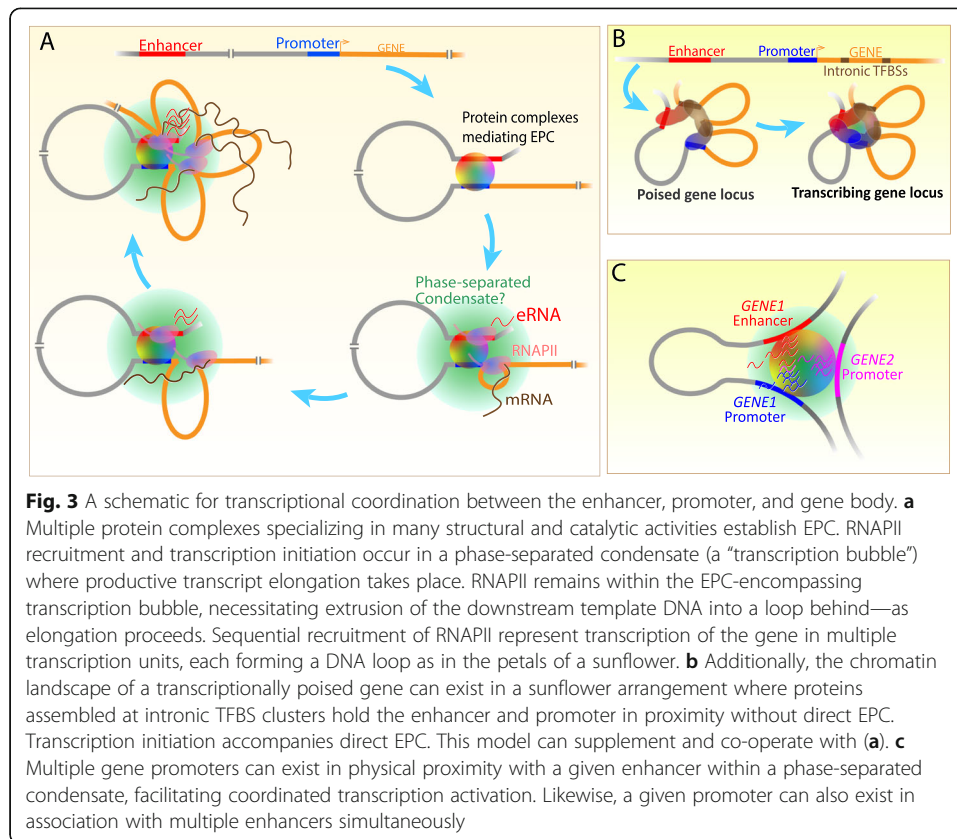 A
Enhancer
Promoter
GENE
Protein complexes
mediating EPC
Phase-separated
Condensate?
eRNA
RNAPII
mRNA
B
Enhancer
Promoter
GENE
Intronic TFBSs
Poised gene locus
Transcribing gene locus
C
GENE1
Enhancer
GENE2
Promoter
GENE1
Promoter
Fig. 3 A schematic for transcriptional coordination between the enhancer, promoter, and gene body. a
Multiple protein complexes specializing in many structural and catalytic activities establish EPC. RNAPII
recruitment and transcription initiation occur in a phase-separated condensate (a “transcription bubble”)
where productive transcript elongation takes place. RNAPII remains within the EPC-encompassing
transcription bubble, necessitating extrusion of the downstream template DNA into a loop behind—as
elongation proceeds. Sequential recruitment of RNAPII represent transcription of the gene in multiple
transcription units, each forming a DNA loop as in the petals of a sunflower. b Additionally, the chromatin
landscape of a transcriptionally poised gene can exist in a sunflower arrangement where proteins
assembled at intronic TFBS clusters hold the enhancer and promoter in proximity without direct EPC.
Transcription initiation accompanies direct EPC. This model can supplement and co-operate with (a). c
Multiple gene promoters can exist in physical proximity with a given enhancer within a phase-separated
condensate, facilitating coordinated transcription activation. Likewise, a given promoter can also exist in
association with multiple enhancers simultaneously